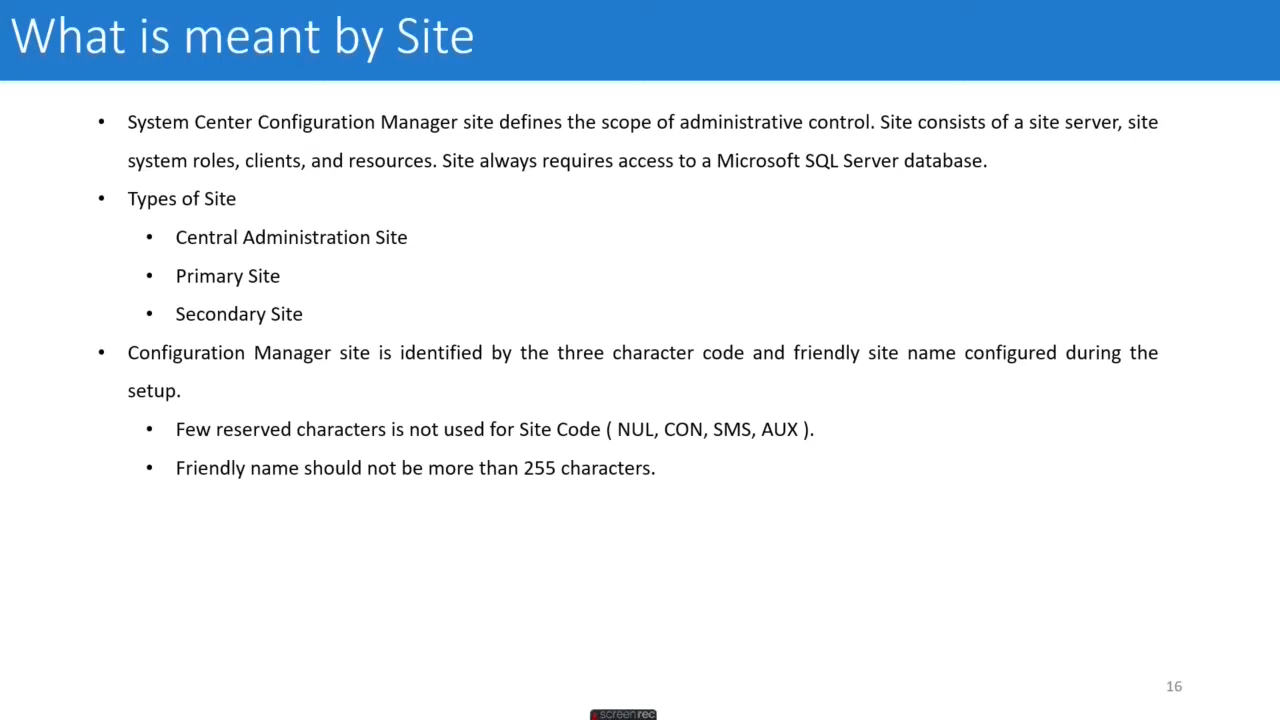 What is meant by Site
• System Center Configuration Manager site defines the scope of administrative control. Site consists of a site server, site
system roles, clients, and resources. Site always requires access to a Microsoft SQL Server database.
• Types of Site
• Central Administration Site
• Primary Site
• Secondary Site
• Configuration Manager site is identified by the three character code and friendly site name configured during the
setup.
• Few reserved characters is not used for Site Code ( NUL, CON, SMS, AUX ).
• Friendly name should not be more than 255 characters.
16
screenrec